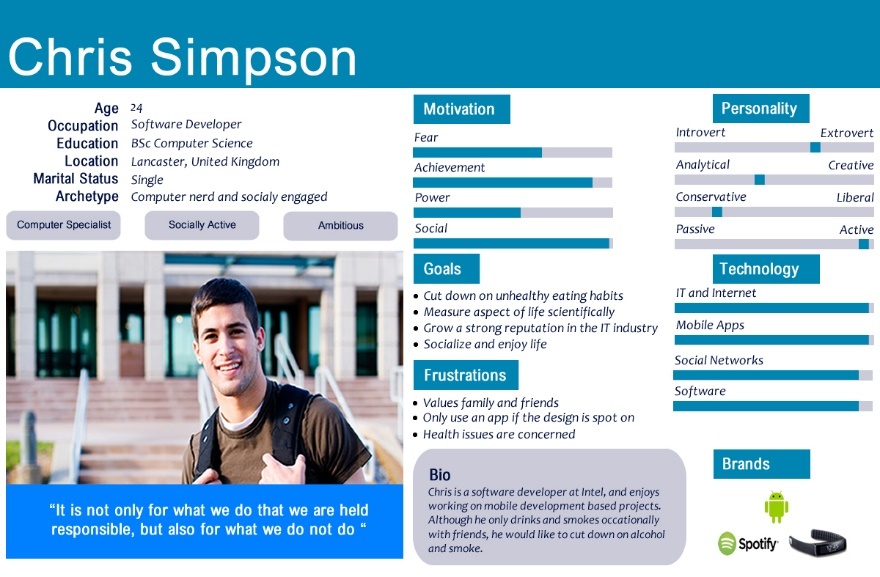 Chris Simpson
Age 24
Occupation Software Developer
Education BSc Computer Science
Location Lancaster, United Kingdom
Marital Status Single
Archetype Computer nerd and socialy engaged
Computer Specialist
Socially Active
Ambitious
"It is not only for what we do that we are held
responsible, but also for what we do not do "
Motivation
Fear
Achievement
Power
Social
Goals
• Cut down on unhealthy eating habits
• Measure aspect of life scientifically
• Grow a strong reputation in the IT industry
• Socialize and enjoy life
Frustrations
• Values family and friends
• Only use an app if the design is spot on
• Health issues are concerned
Bio
Chris is a software developer at Intel, and enjoys
working on mobile development based projects.
Although he only drinks and smokes occationally
with friends, he would like to cut down on alcohol
and smoke.
Personality
Introvert Extrovert
Analytical Creative
Conservative Liberal
Passive Active
Technology
IT and Internet
Mobile Apps
Social Networks
Software
Brands
Spotify